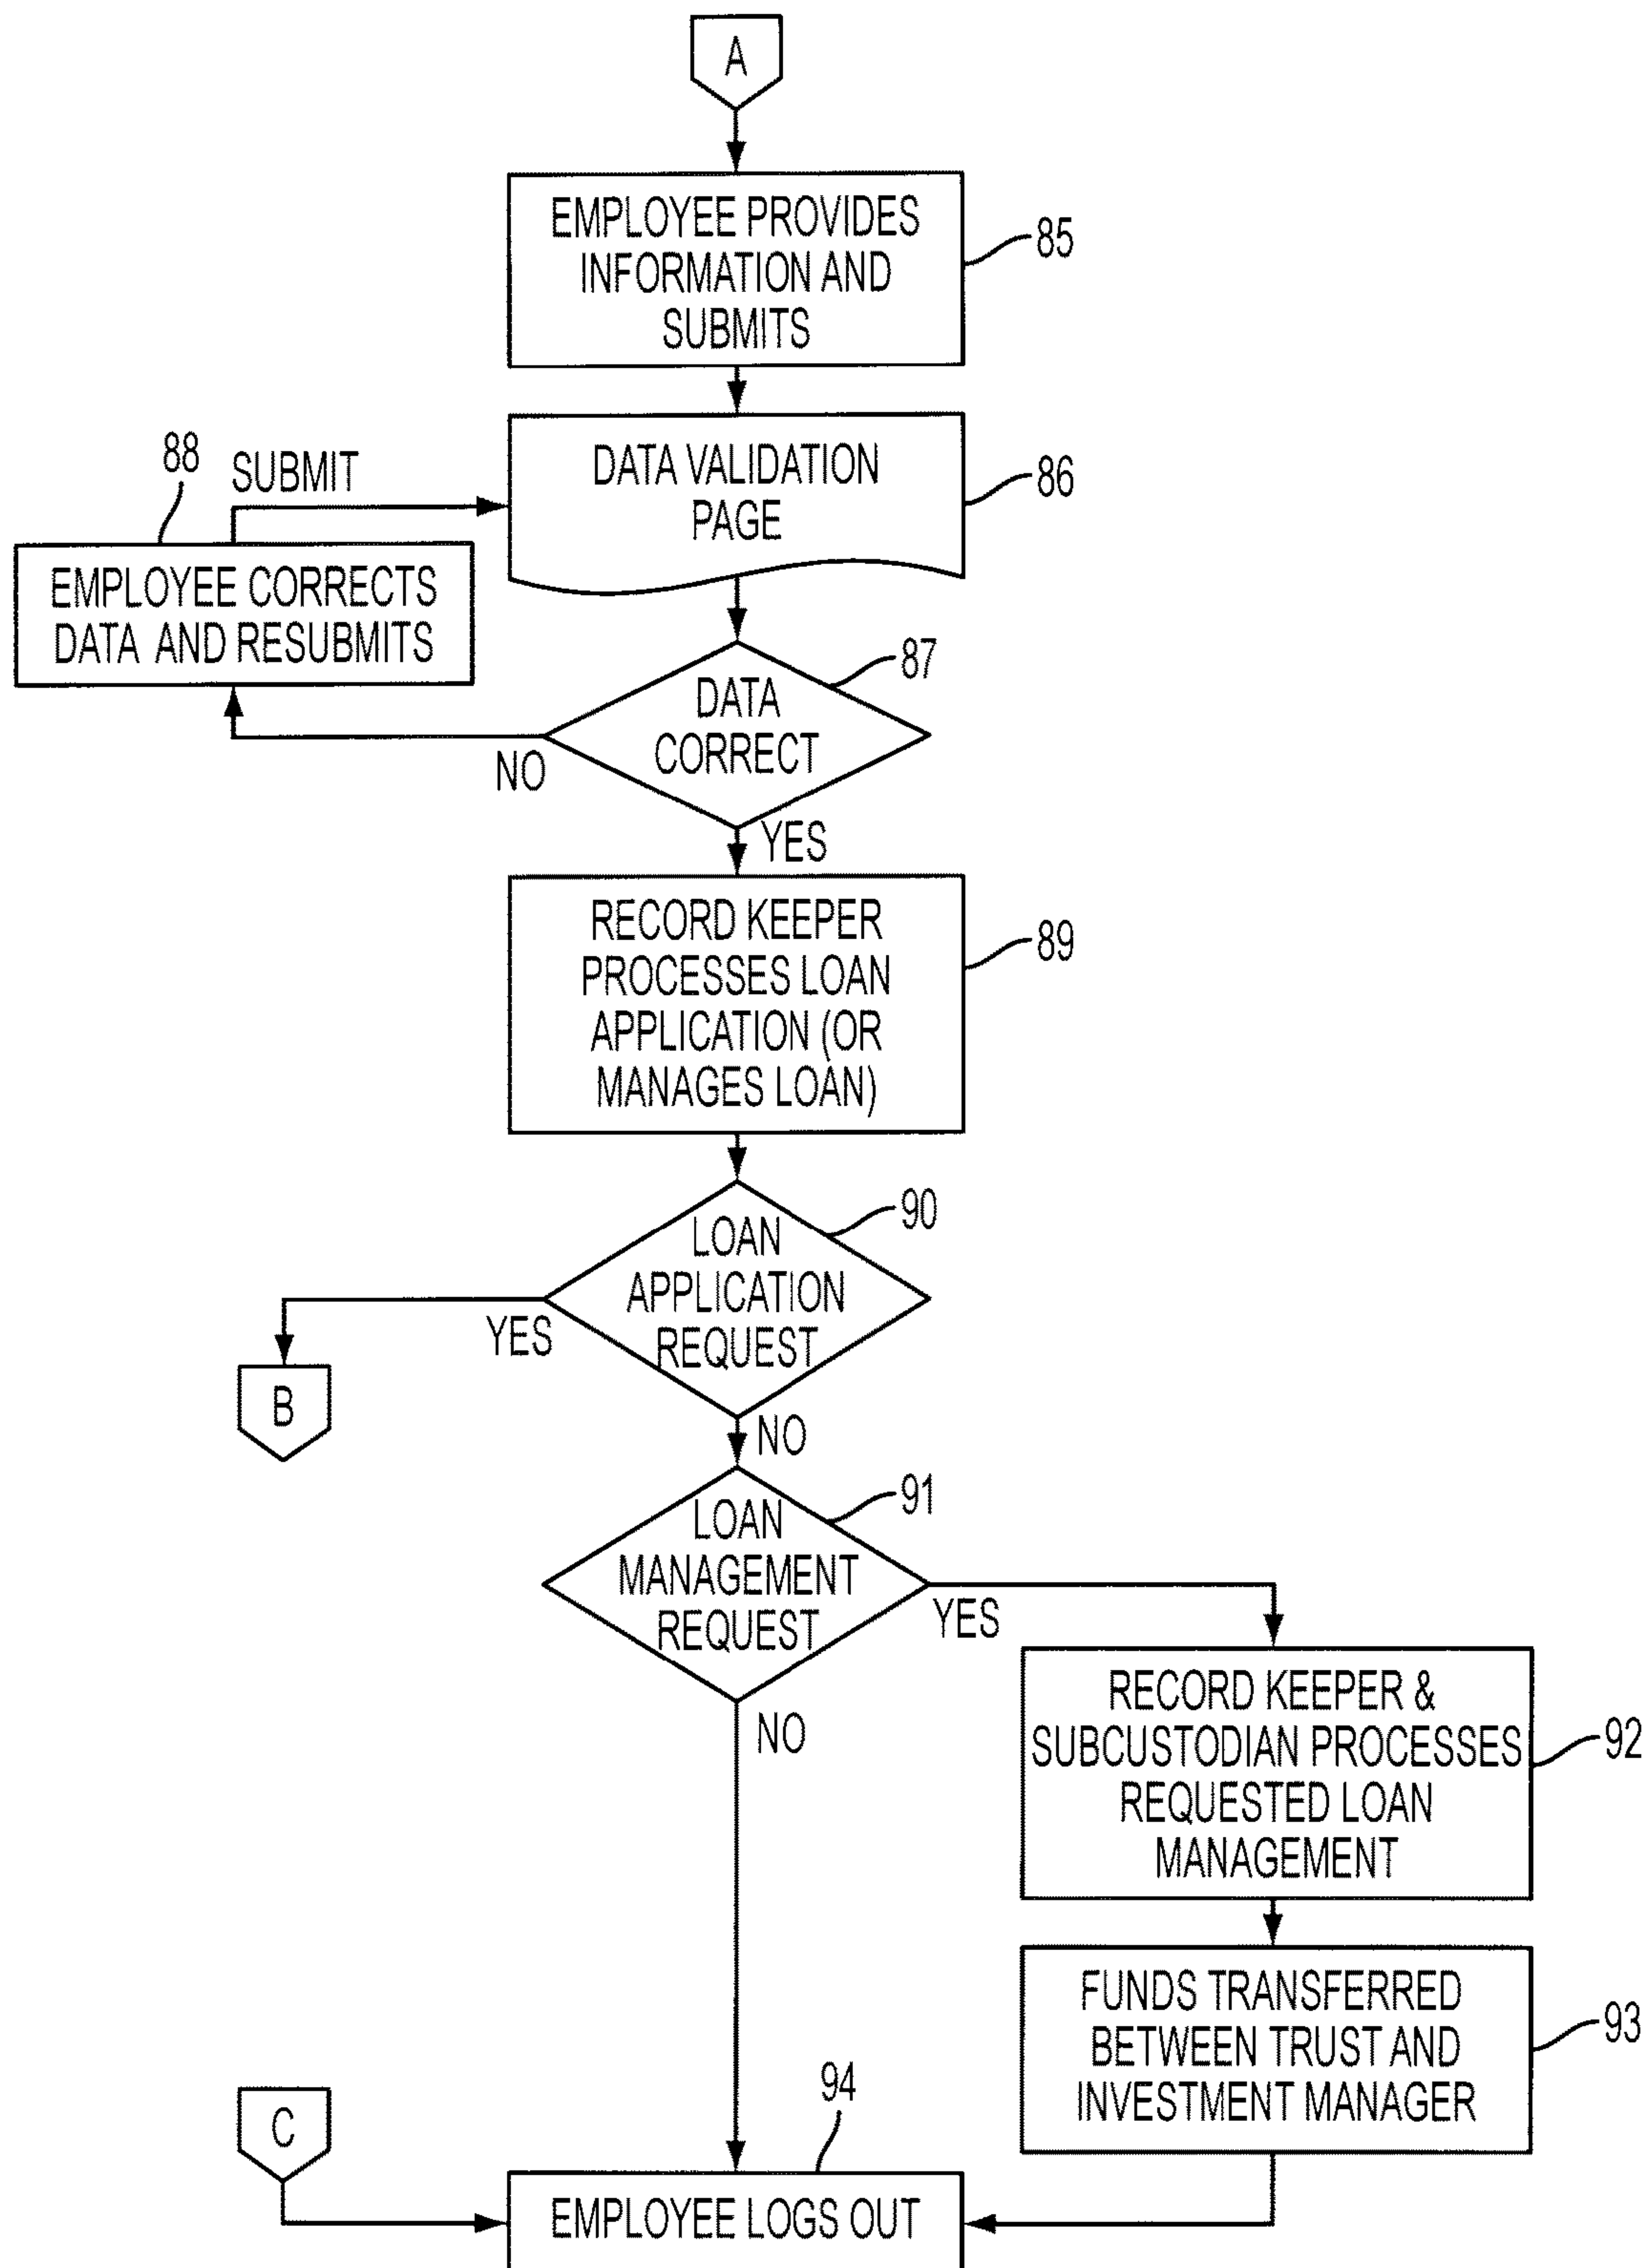 A
EMPLOYEE PROVIDES
INFORMATION AND
SUBMITS
85
88
SUBMIT
DATA VALIDATION
PAGE
86
EMPLOYEE CORRECTS
DATA AND RESUBMITS
87
DATA
CORRECT
NO
YES
RECORD KEEPER
PROCESSES LOAN
APPLICATION (OR
MANAGES LOAN)
89
90
LOAN
APPLICATION
REQUEST
YES
B
NO
91
LOAN
MANAGEMENT
REQUEST
YES
NO
RECORD KEEPER &
SUBCUSTODIAN PROCESSES
REQUESTED LOAN
MANAGEMENT
92
FUNDS TRANSFERRED
BETWEEN TRUST AND
INVESTMENT MANAGER
93
94
C
EMPLOYEE LOGS OUT